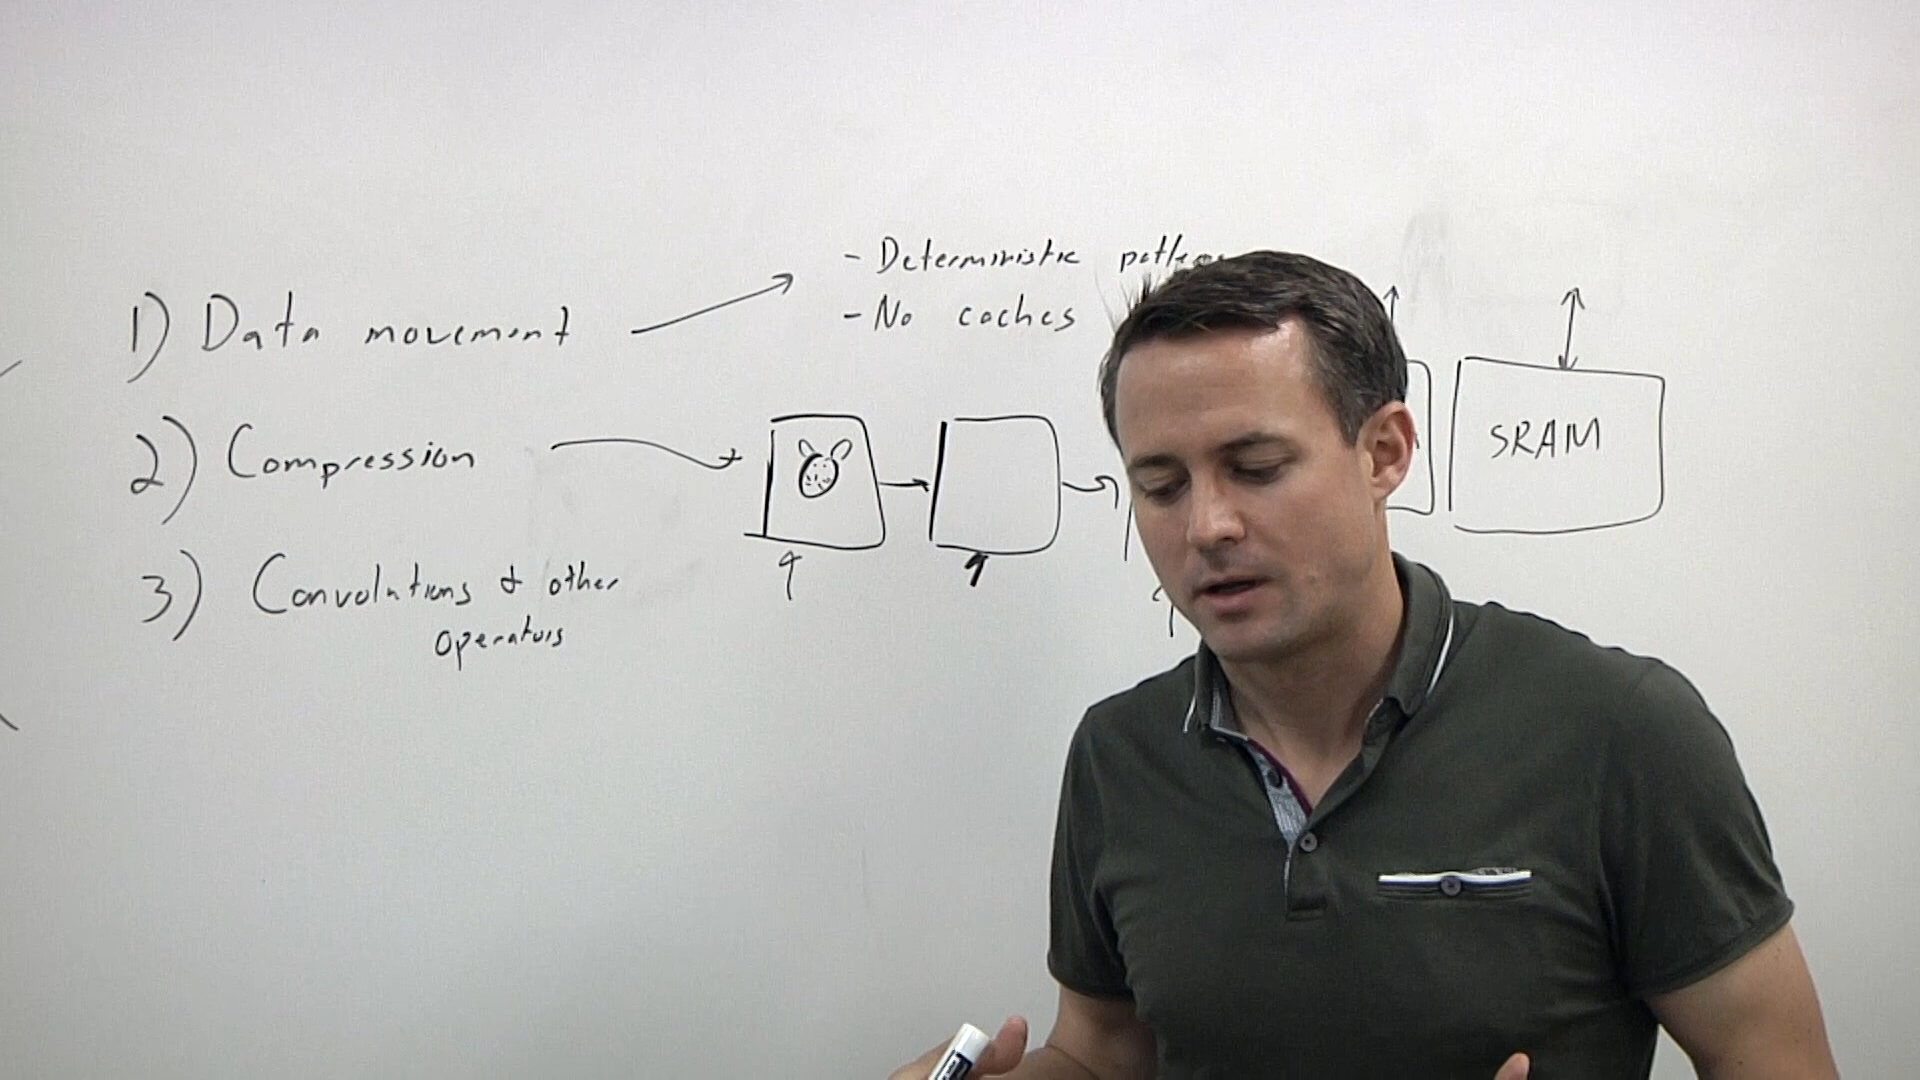 - Deterministic
- No caches
1) Data movement
2) Compression
SRAM
3) Convolutions & other
operators